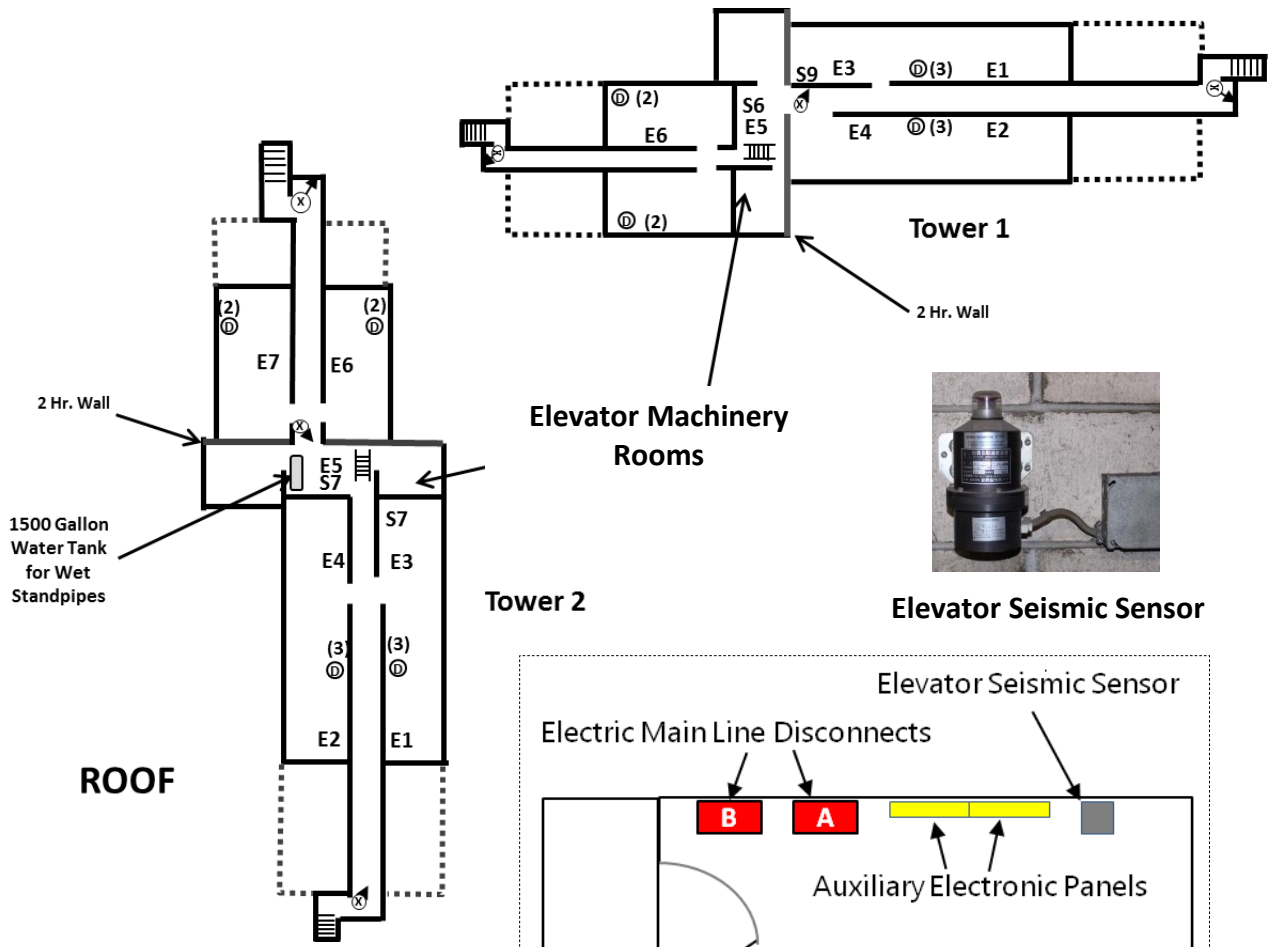 S9
E3
D (3)
E1
D (2)
S6
E5
X
X
E6
E4
D (3)
E2
X
D (2)
Tower 1
2 Hr. Wall
X
(2)
D
(2)
D
E7
E6
2 Hr. Wall
X
Elevator Machinery
Rooms
E5
S7
1500 Gallon
Water Tank
for Wet
Standpipes
S7
E4
E3
Tower 2
Elevator Seismic Sensor
(3)
D
(3)
D
E2
E1
ROOF
X
Elevator Seismic Sensor
Electric Main Line Disconnects
B
A
Auxiliary Electronic Panels